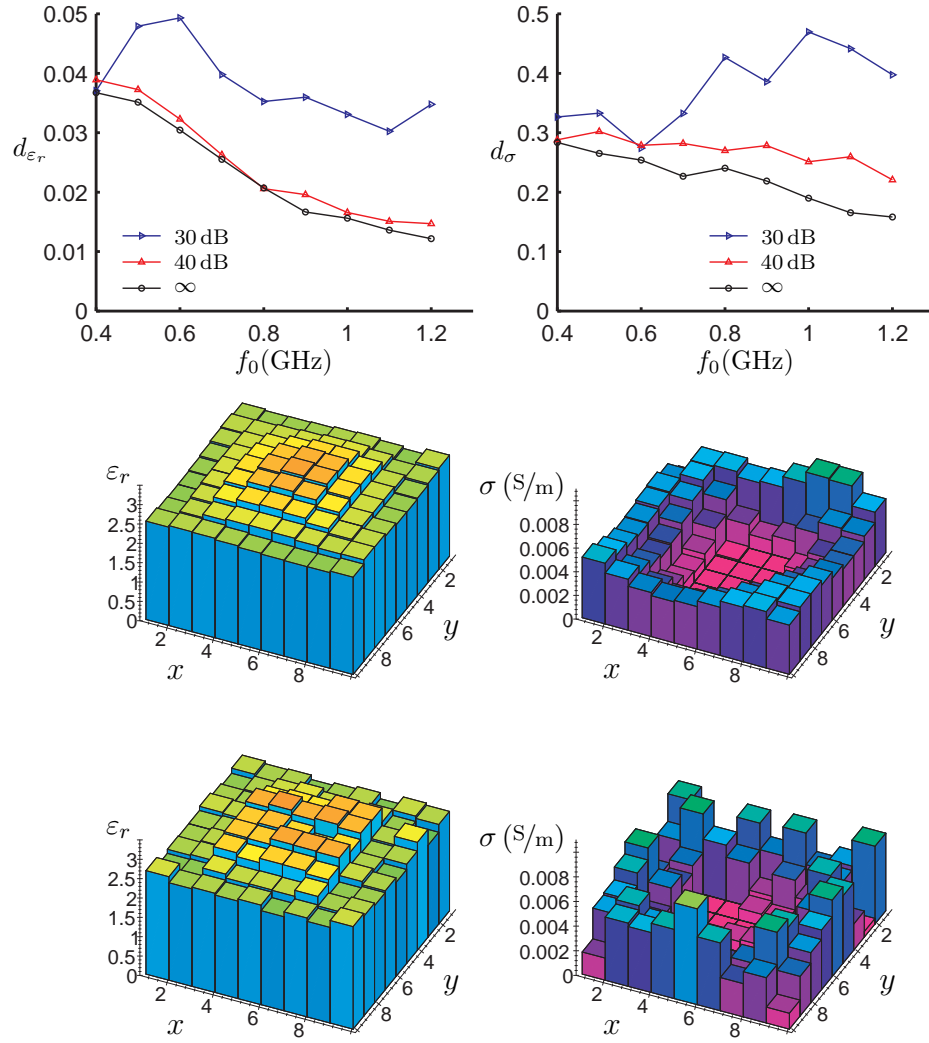 0.05
0.04
0.03
0.02
0.01
0
d_{ε_r}
30 dB
40 dB
∞
0.4 0.6 0.8 1 1.2
f_0(GHz)
0.5
0.4
0.3
0.2
0.1
0
d_σ
30 dB
40 dB
∞
0.4 0.6 0.8 1 1.2
f_0(GHz)
ε_r
3
2.5
2
1.5
1
0.5
0
2 4 6 8
x
2
4
6
8
y
σ (S/m)
0.008
0.006
0.004
0.002
0
2 4 6 8
x
2
4
6
8
y
ε_r
3
2.5
2
1.5
1
0.5
0
2 4 6 8
x
2
4
6
8
y
σ (S/m)
0.008
0.006
0.004
0.002
0
2 4 6 8
x
2
4
6
8
y